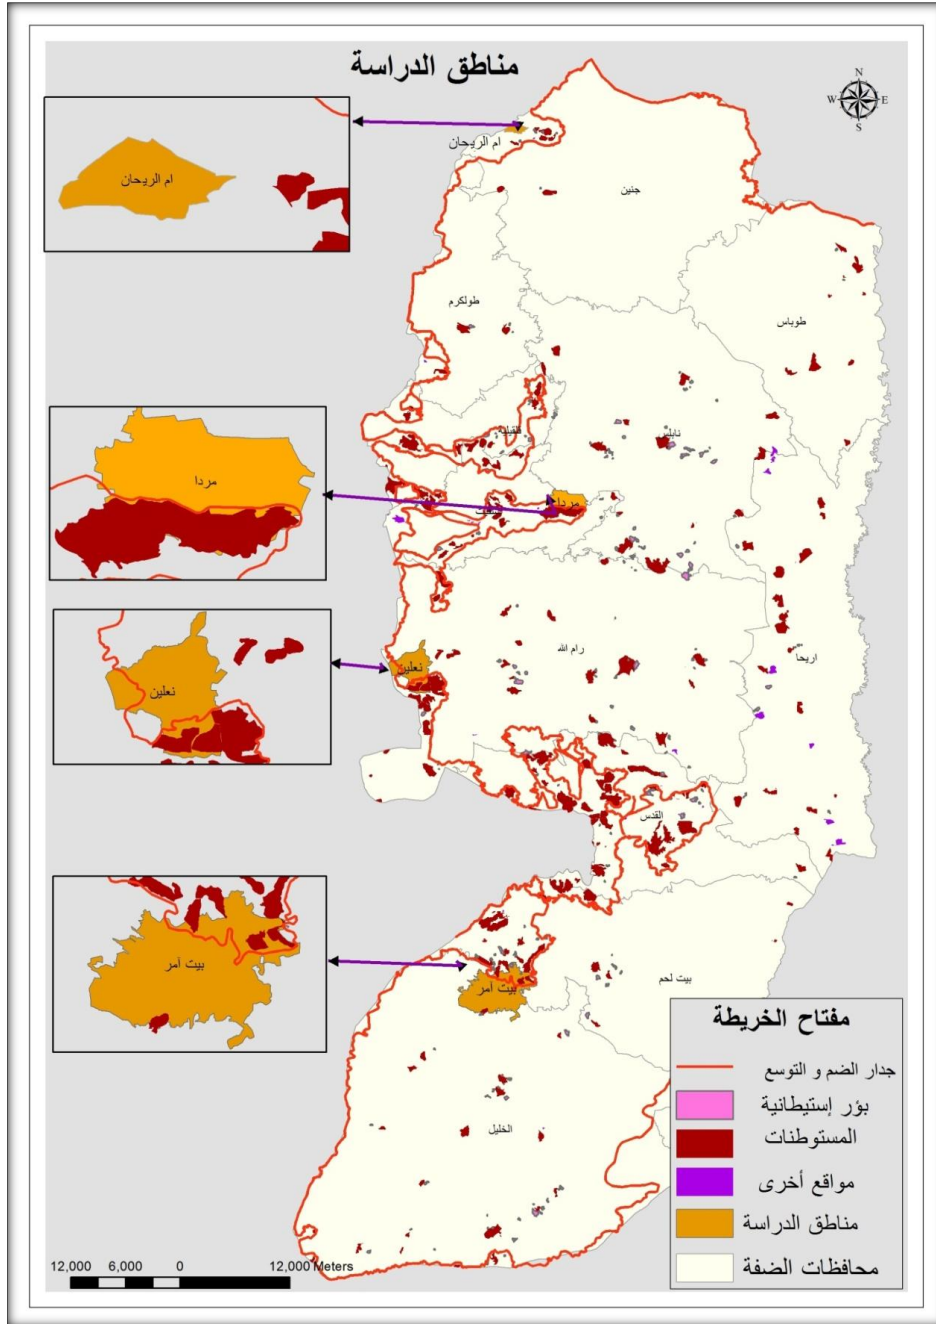 مناطق الدراسة
N
W E
S
ام الريحان
ام الريحان
جنين
طولكرم
طوباس
قلقيلية
نابلس
مردا
مردا
نعلين
نعلين
رام الله
اريحا
القدس
بيت أمر
بيت أمر
بيت لحم
الخليل
مفتاح الخريطة
جدار الضم و التوسع
بؤر إستيطانية
المستوطنات
مواقع أخرى
مناطق الدراسة
محافظات الضفة
12,000 6,000 0 12,000 Meters